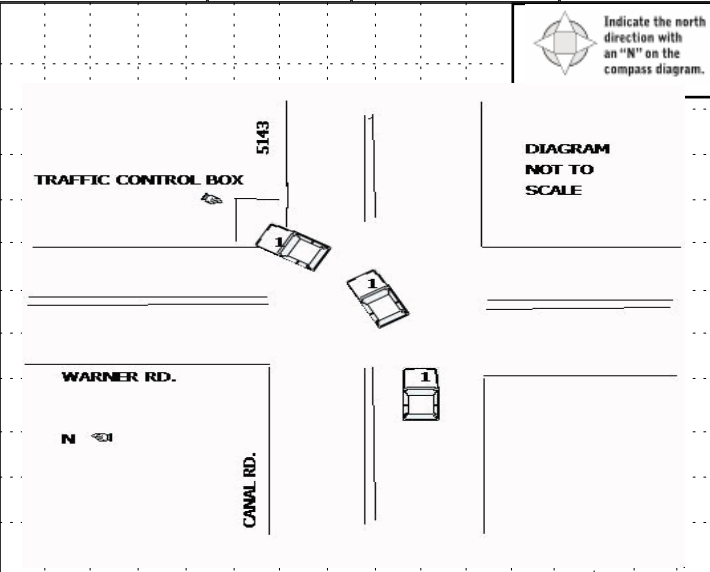 Indicate the north
direction with
an “N” on the
compass diagram.
5143
DIAGRAM
NOT TO
SCALE
TRAFFIC CONTROL BOX
1
1
1
WARNER RD.
N
CANAL RD.